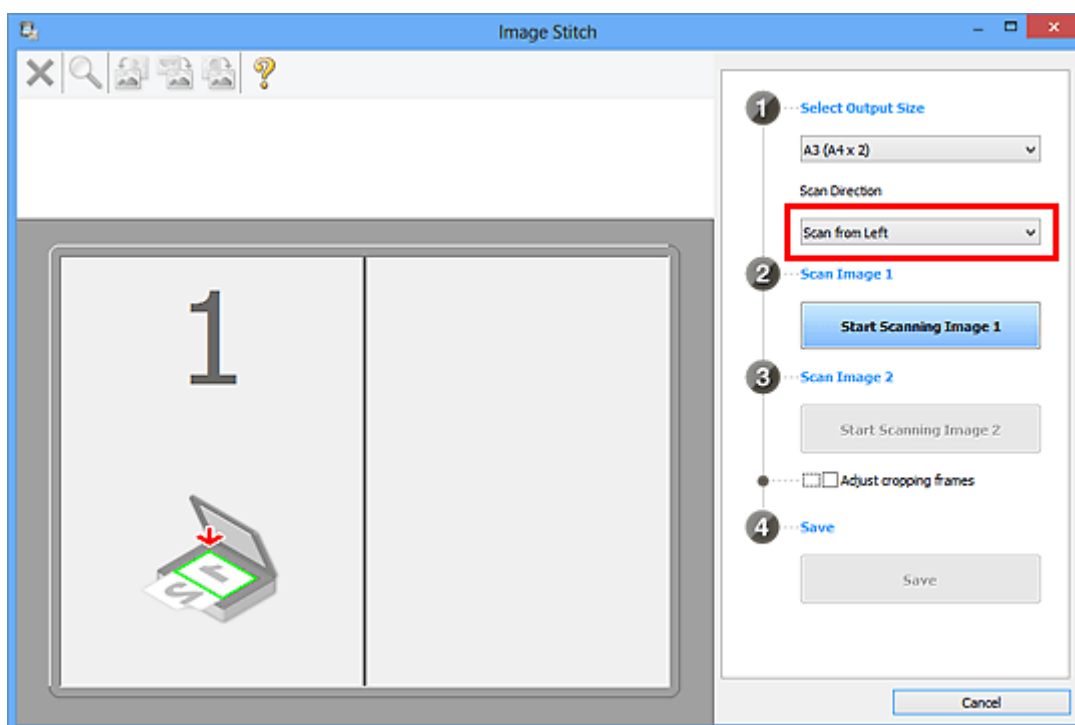 Image Stitch
1 Select Output Size
A3 (A4 x 2)
Scan Direction
Scan from Left
2 Scan Image 1
Start Scanning Image 1
3 Scan Image 2
Start Scanning Image 2
Adjust cropping frames
4 Save
Save
Cancel
1
1
2